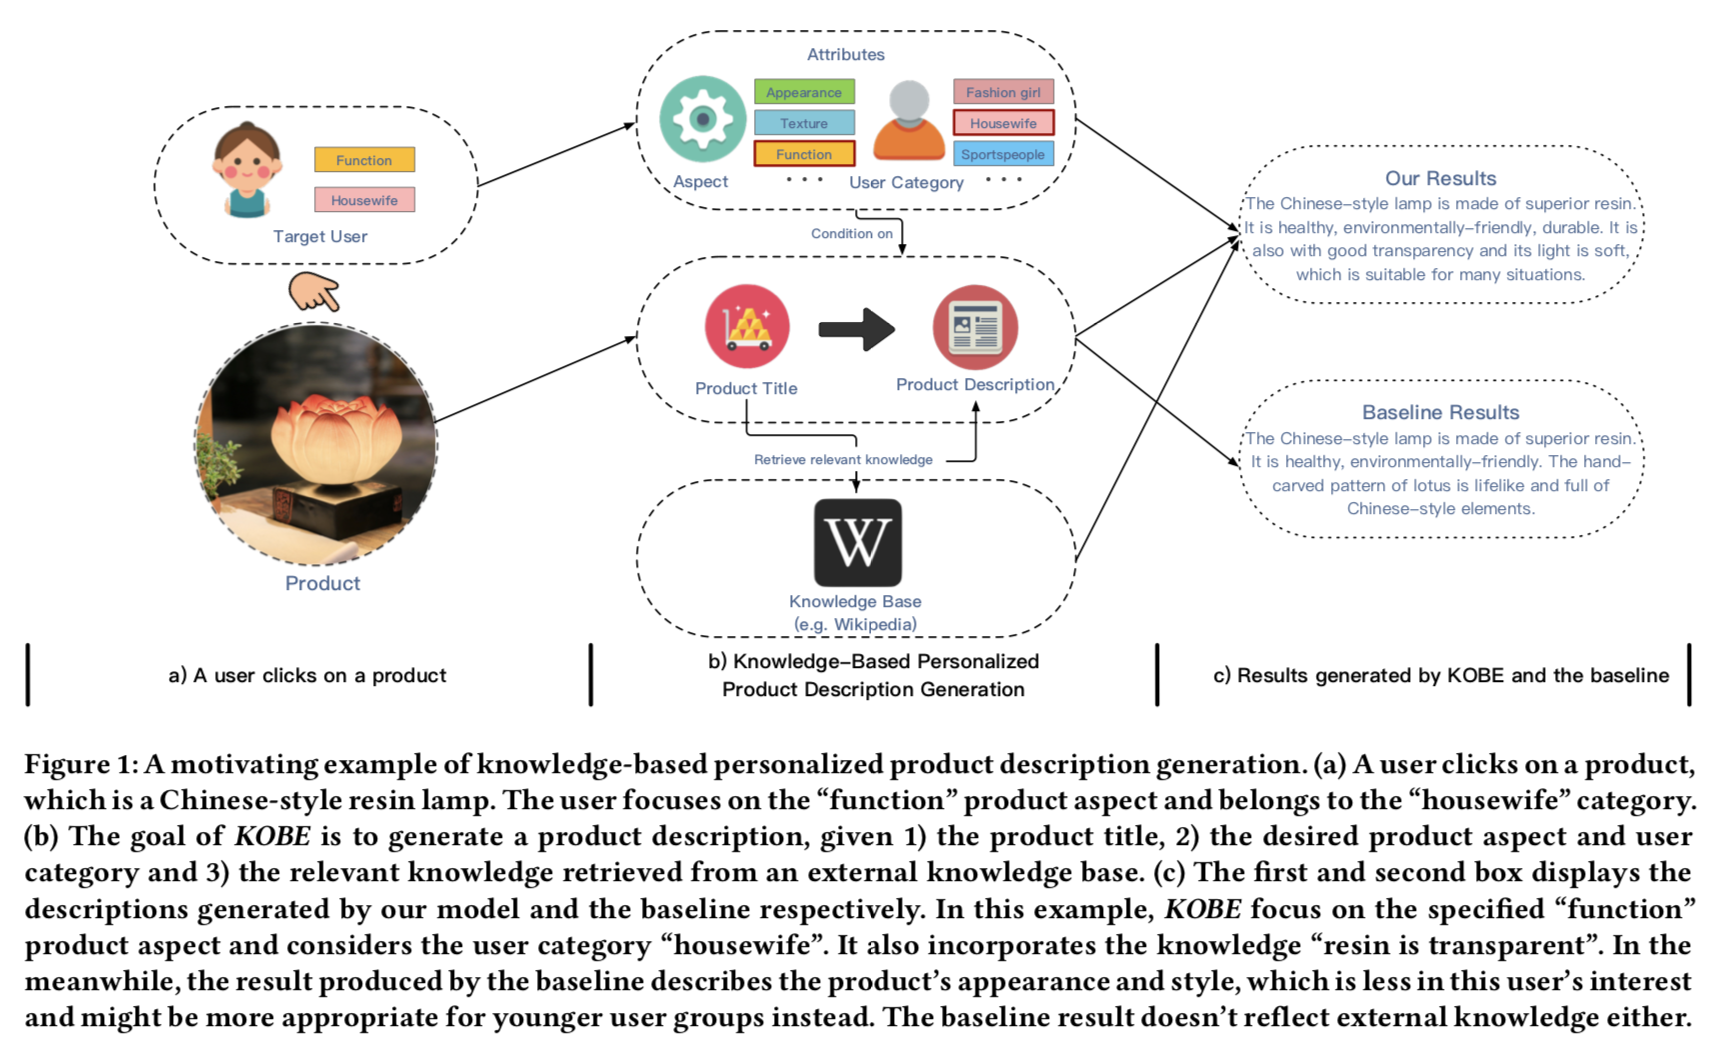 Function
Housewife
Target User
Product
a) A user clicks on a product
Attributes
Appearance
Texture
Function
Aspect
. . .
Fashion girl
Housewife
Sportspeople
User Category
. . .
Condition on
Product Title
Product Description
Retrieve relevant knowledge
W
Knowledge Base
(e.g. Wikipedia)
b) Knowledge-Based Personalized
Product Description Generation
Our Results
The Chinese-style lamp is made of superior resin.
It is healthy, environmentally-friendly, durable. It is
also with good transparency and its light is soft,
which is suitable for many situations.
Baseline Results
The Chinese-style lamp is made of superior resin.
It is healthy, environmentally-friendly. The hand-
carved pattern of lotus is lifelike and full of
Chinese-style elements.
c) Results generated by KOBE and the baseline
Figure 1: A motivating example of knowledge-based personalized product description generation. (a) A user clicks on a product,
which is a Chinese-style resin lamp. The user focuses on the “function” product aspect and belongs to the “housewife” category.
(b) The goal of KOBE is to generate a product description, given 1) the product title, 2) the desired product aspect and user
category and 3) the relevant knowledge retrieved from an external knowledge base. (c) The first and second box displays the
descriptions generated by our model and the baseline respectively. In this example, KOBE focus on the specified “function”
product aspect and considers the user category “housewife”. It also incorporates the knowledge “resin is transparent”. In the
meanwhile, the result produced by the baseline describes the product’s appearance and style, which is less in this user’s interest
and might be more appropriate for younger user groups instead. The baseline result doesn’t reflect external knowledge either.